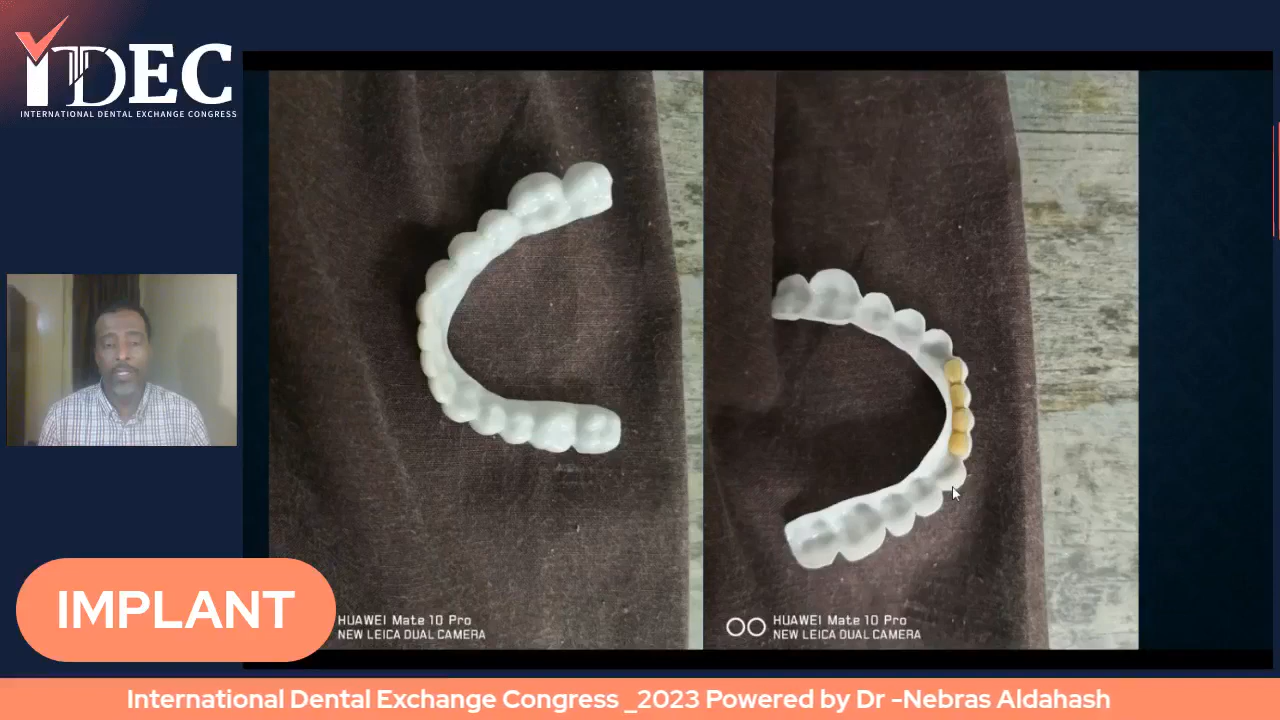 IDEC
INTERNATIONAL DENTAL EXCHANGE CONGRESS
HUAWEI Mate 10 Pro
NEW LEICA DUAL CAMERA
HUAWEI Mate 10 Pro
NEW LEICA DUAL CAMERA
IMPLANT
International Dental Exchange Congress _2023 Powered by Dr -Nebras Aldahash